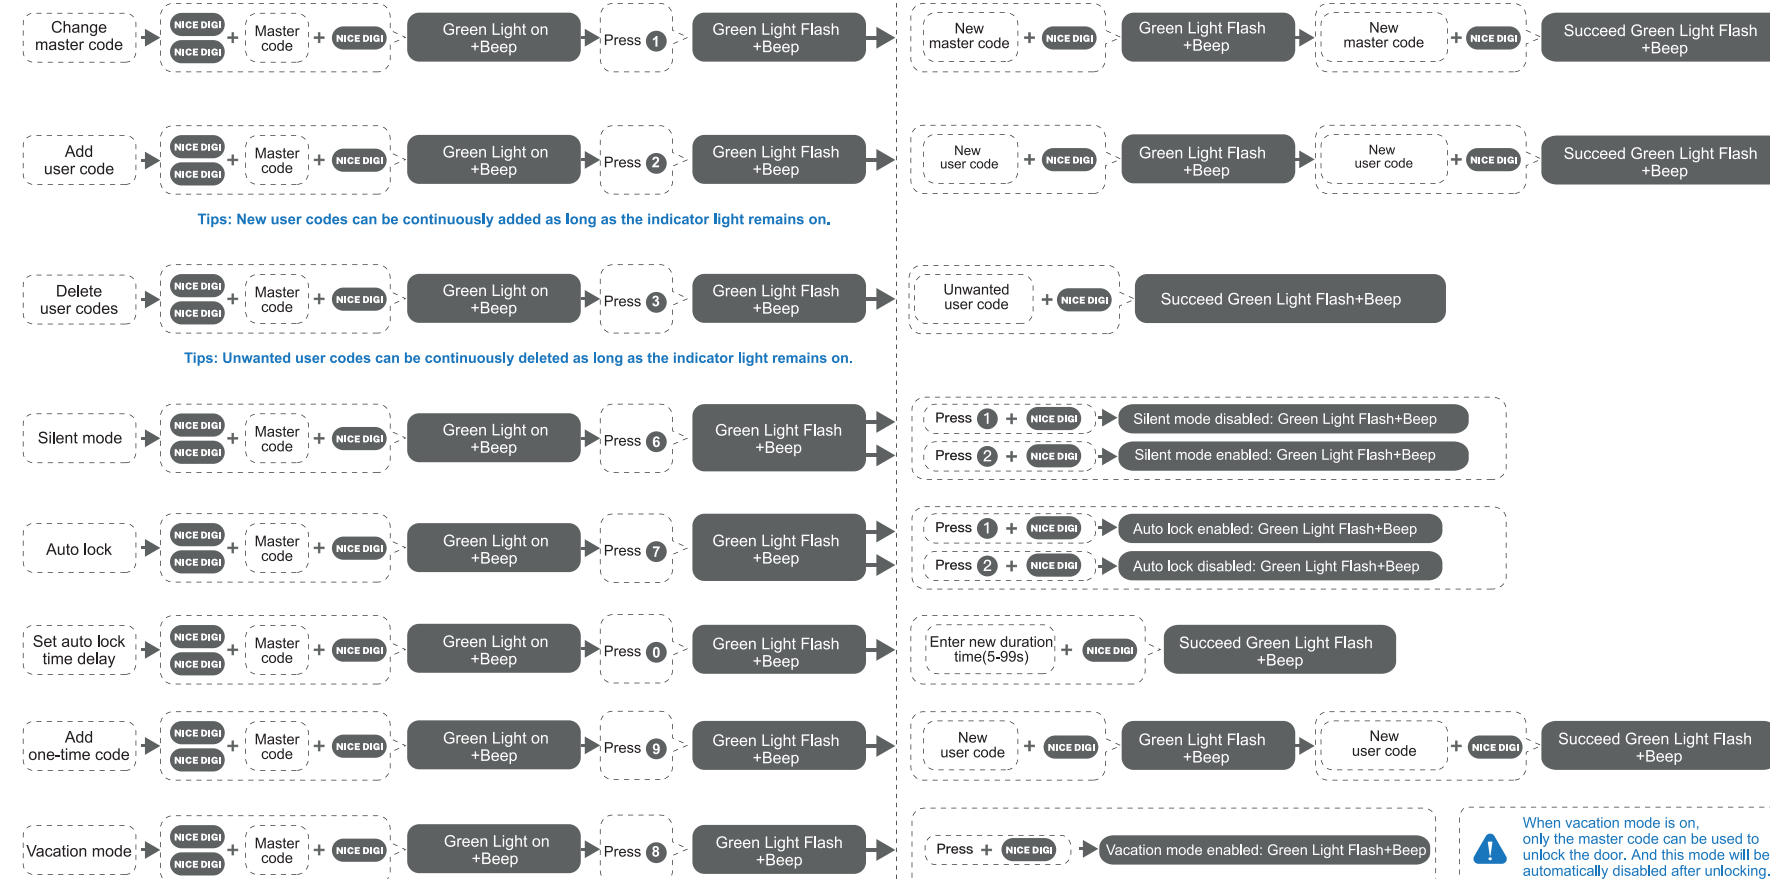 Change
master code
NICE DIGI
NICE DIGI
+
Master
code
+
NICE DIGI
Green Light on
+Beep
Press 1
Green Light Flash
+Beep
New
master code
+
NICE DIGI
Green Light Flash
+Beep
New
master code
+
NICE DIGI
Succeed Green Light Flash
+Beep
Add
user code
NICE DIGI
NICE DIGI
+
Master
code
+
NICE DIGI
Green Light on
+Beep
Press 2
Green Light Flash
+Beep
New
user code
+
NICE DIGI
Green Light Flash
+Beep
New
user code
+
NICE DIGI
Succeed Green Light Flash
+Beep
Tips: New user codes can be continuously added as long as the indicator light remains on.
Delete
user codes
NICE DIGI
NICE DIGI
+
Master
code
+
NICE DIGI
Green Light on
+Beep
Press 3
Green Light Flash
+Beep
Unwanted
user code
+
NICE DIGI
Succeed Green Light Flash+Beep
Tips: Unwanted user codes can be continuously deleted as long as the indicator light remains on.
Silent mode
NICE DIGI
NICE DIGI
+
Master
code
+
NICE DIGI
Green Light on
+Beep
Press 6
Green Light Flash
+Beep
Press 1 + NICE DIGI
Silent mode disabled: Green Light Flash+Beep
Press 2 + NICE DIGI
Silent mode enabled: Green Light Flash+Beep
Auto lock
NICE DIGI
NICE DIGI
+
Master
code
+
NICE DIGI
Green Light on
+Beep
Press 7
Green Light Flash
+Beep
Press 1 + NICE DIGI
Auto lock enabled: Green Light Flash+Beep
Press 2 + NICE DIGI
Auto lock disabled: Green Light Flash+Beep
Set auto lock
time delay
NICE DIGI
NICE DIGI
+
Master
code
+
NICE DIGI
Green Light on
+Beep
Press 0
Green Light Flash
+Beep
Enter new duration
time(5-99s)
+
NICE DIGI
Succeed Green Light Flash
+Beep
Add
one-time code
NICE DIGI
NICE DIGI
+
Master
code
+
NICE DIGI
Green Light on
+Beep
Press 9
Green Light Flash
+Beep
New
user code
+
NICE DIGI
Green Light Flash
+Beep
New
user code
+
NICE DIGI
Succeed Green Light Flash
+Beep
Vacation mode
NICE DIGI
NICE DIGI
+
Master
code
+
NICE DIGI
Green Light on
+Beep
Press 8
Green Light Flash
+Beep
Press + NICE DIGI
Vacation mode enabled: Green Light Flash+Beep
!
When vacation mode is on,
only the master code can be used to
unlock the door. And this mode will be
automatically disabled after unlocking.